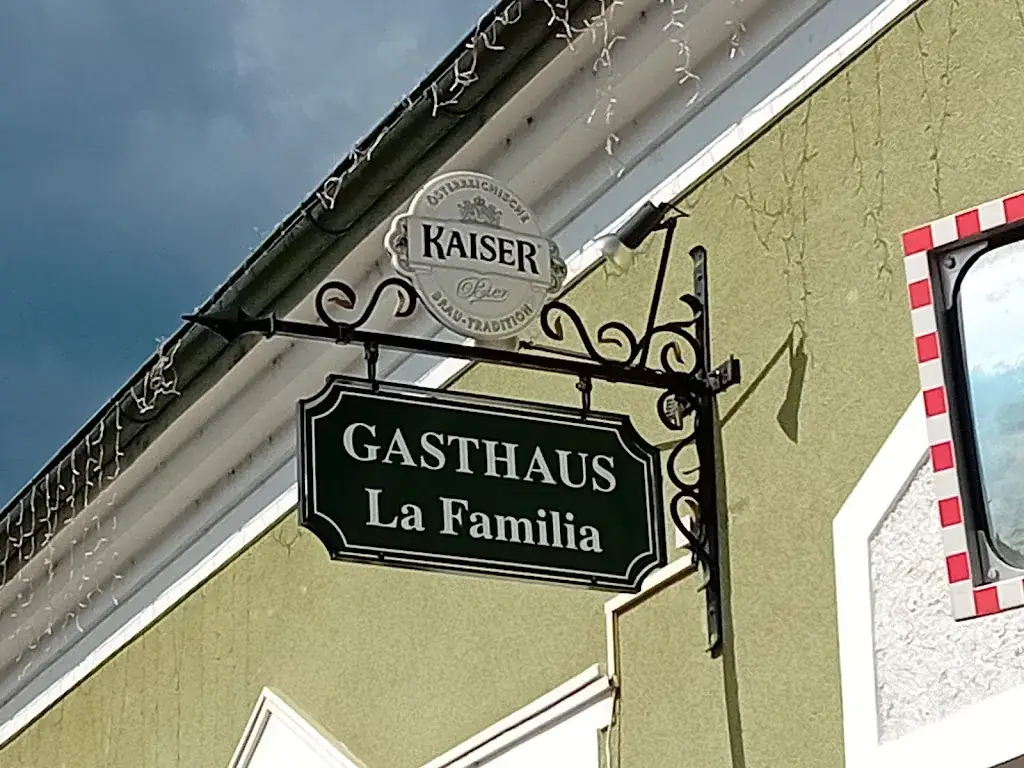 ÖSTERREICHISCHE
KAISER
Bier
BRAU-TRADITION
GASTHAUS
La Familia